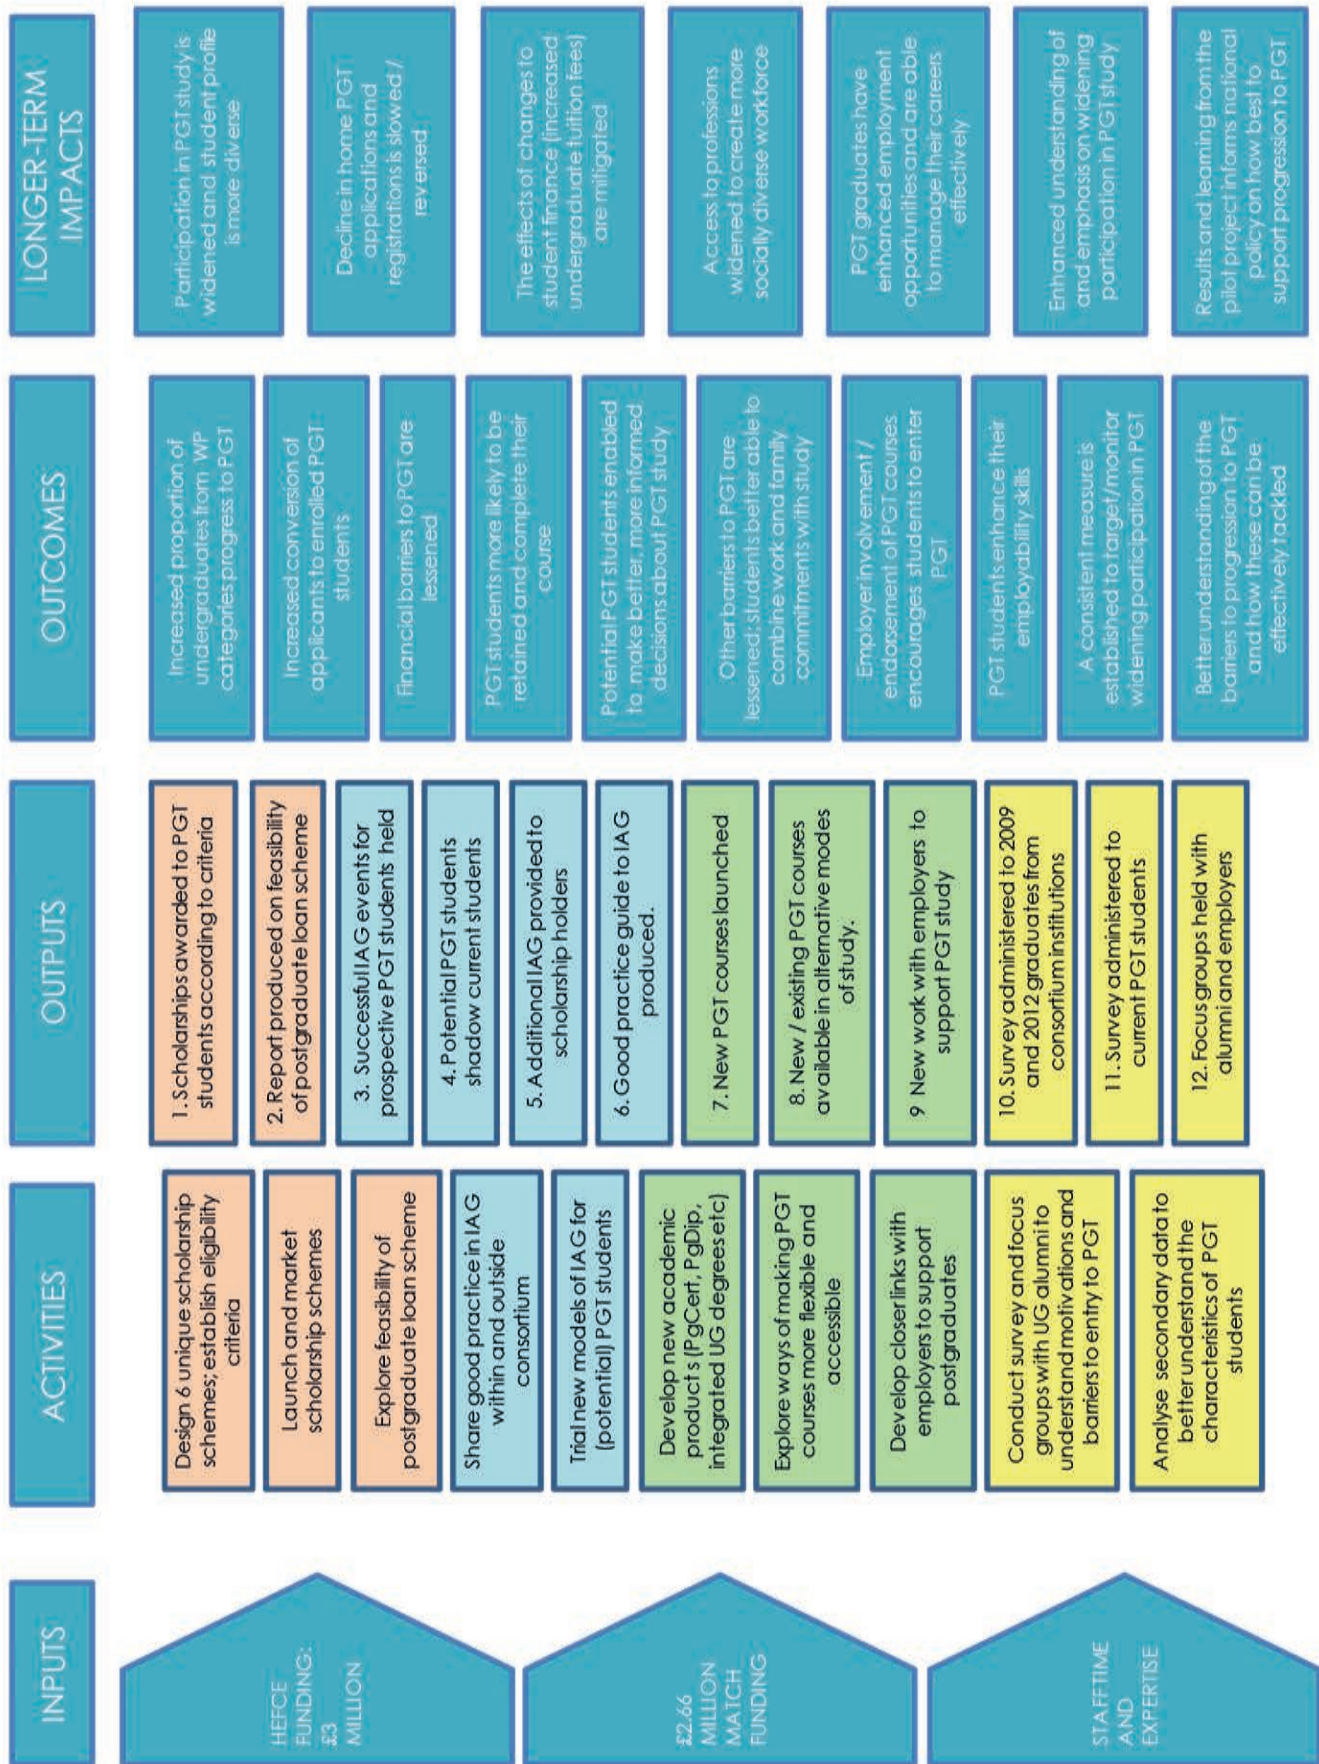 INPUTS
HEFCE
FUNDING:
£3
MILLION
£2.66
MILLION
MATCH
FUNDING
STAFF TIME
AND
EXPERTISE
ACTIVITIES
Design 6 unique scholarship
schemes; establish eligibility
criteria
Launch and market
scholarship schemes
Explore feasibility of
postgraduate loan scheme
Share good practice in IAG
within and outside
consortium
Trial new models of IAG for
(potential) PGT students
Develop new academic
product s (PgCert, PgDip,
integrated UG degrees etc)
Explore ways of making PGT
courses more flexible and
accessible
Develop closer links with
employers to support
postgraduates
Conduct survey and focus
groups with UG alumni to
understand motivations and
barriers to entry to PGT
Analyse secondary data to
better understand the
characteristics of PGT
students
OUTPUTS
1. Scholarships awarded to PGT
students according to criteria
2. Report produced on feasibility
of postgraduate loan scheme
3. Successful IAG events for
prospective PGT students held
4. Potential PGT students
shadow current students
5. Additional IAG provided to
scholarship holders
6. Good practice guide to IAG
produced.
7. New PGT courses launched
8. New / existing PGT courses
available in alternative modes
of study.
9 New work with employers to
support PGT study
10. Survey administered to 2009
and 2012 graduates from
consortium institutions
11. Survey administered to
current PGT students
12. Focus groups held with
alumni and employers
OUTCOMES
Increased proportion of
undergraduates from WP
categories progress to PGT
Increased conversion of
applicants to enrolled PGT
students
Financial barriers to PGT are
lessened
PGT students more likely to be
retained and complete their
course
Potential PGT students enabled
to make better, more informed
decisions about PGT study
Other barriers to PGT are
lessened; students better able to
combine work and family
commitments with study
Employer involvement /
endorsement of PGT courses
encourages students to enter
PGT
PGT students enhance their
employability skills
A consistent measure is
established to target/monitor
widening participation in PGT
Better understanding of the
barriers to progression to PGT
and how these can be
effectively tackled
LONGER-TERM
IMPACTS
Participation in PGT study is
widened and student profile
is more diverse
Decline in home PGT
applications and
registrations is slowed /
reversed
The effects of changes to
student finance (increased
undergraduate tuition fees)
are mitigated
Access to professions
widened to create more
socially diverse workforce
PGT graduates have
enhanced employment
opportunities and are able
to manage their careers
effectively
Enhanced understanding of
and emphasis on widening
participation in PGT study
Results and learning from the
pilot project informs national
policy on how best to
support progression to PGT